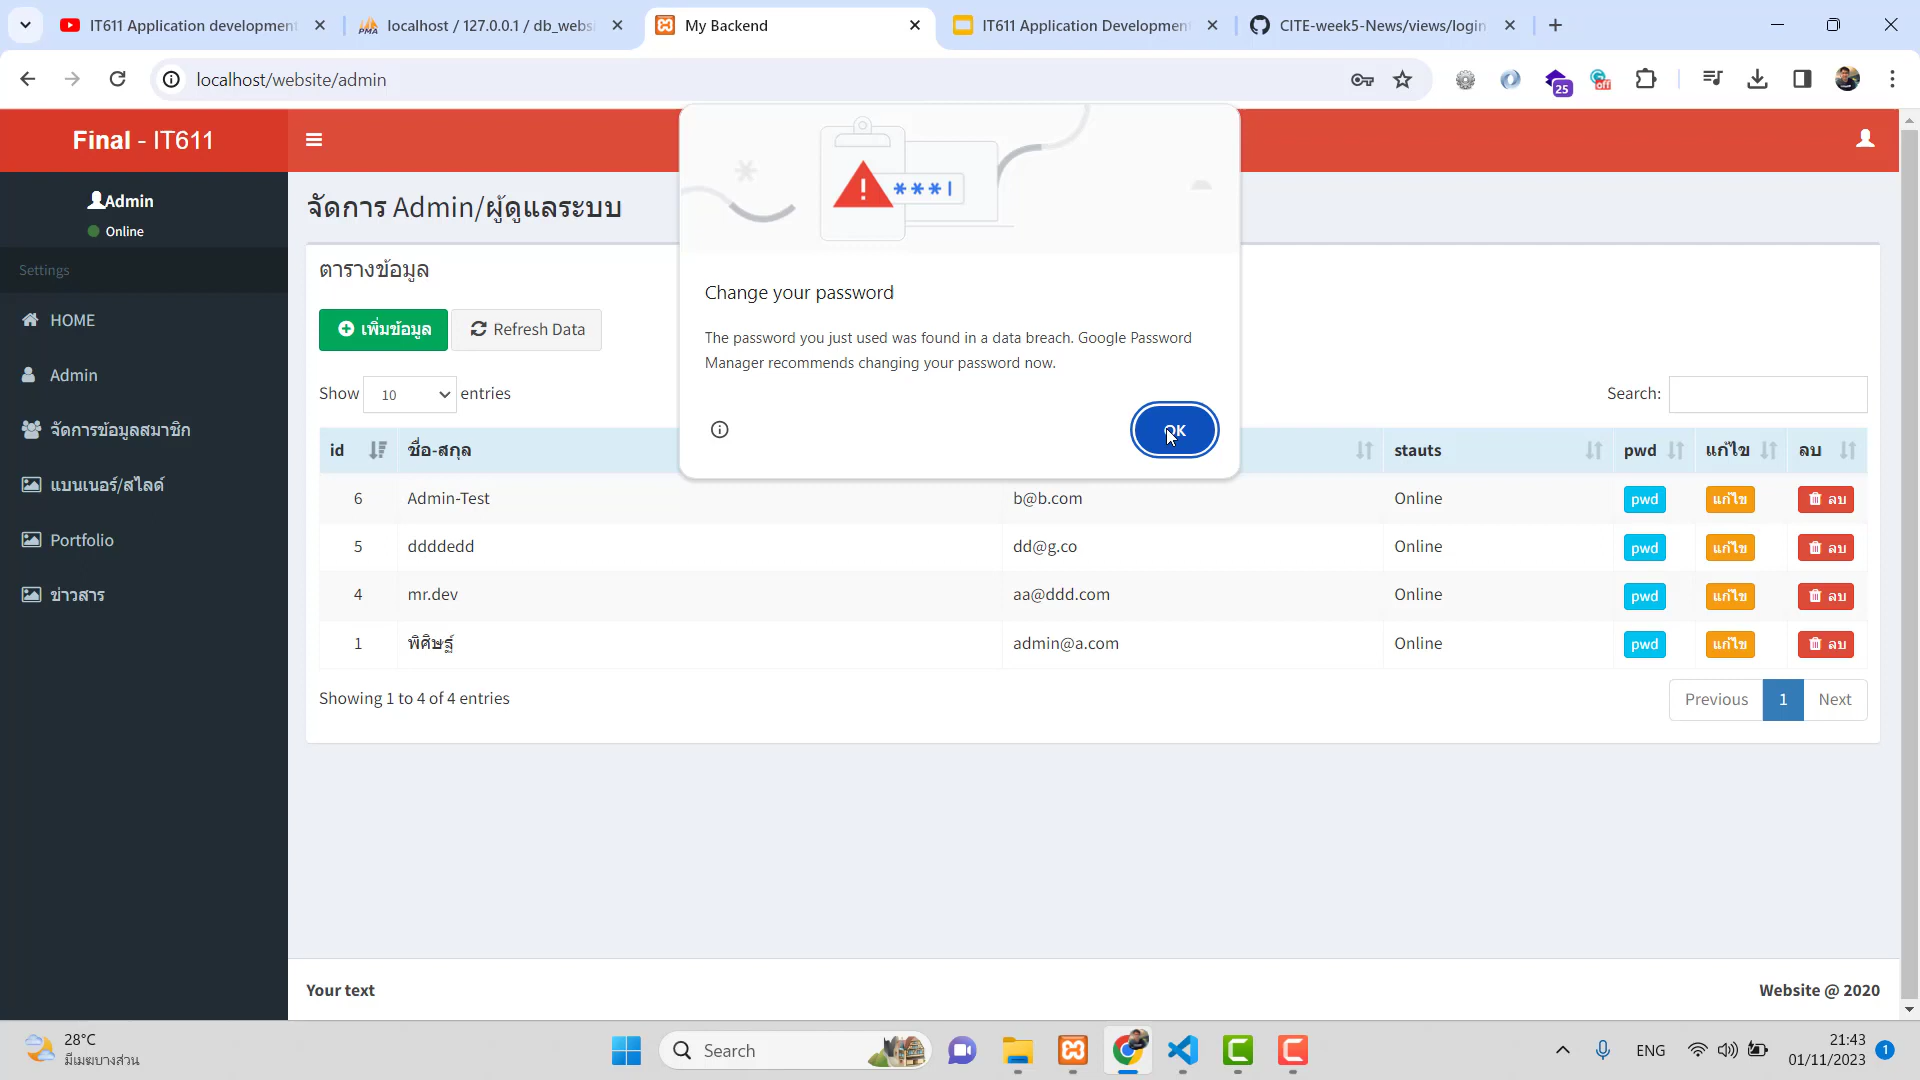 IT611 Application development
localhost / 127.0.0.1 / db_webs
My Backend
IT611 Application Development
CITE-week5-News/views/login
localhost/website/admin
25
off
Final - IT611
Admin
Online
Settings
HOME
Admin
จัดการข้อมูลสมาชิก
แบนเนอร์/สไลด์
Portfolio
ข่าวสาร
จัดการ Admin/ผู้ดูแลระบบ
ตารางข้อมูล
เพิ่มข้อมูล Refresh Data
Show 10 entries
Search:
***|
Change your password
The password you just used was found in a data breach. Google Password
Manager recommends changing your password now.
OK
id ชื่อ-สกุล stauts pwd แก้ไข ลบ
6 Admin-Test b@b.com Online pwd แก้ไข ลบ
5 ddddedd dd@g.co Online pwd แก้ไข ลบ
4 mr.dev aa@ddd.com Online pwd แก้ไข ลบ
1 พิศิษฐ์ admin@a.com Online pwd แก้ไข ลบ
Showing 1 to 4 of 4 entries
Previous 1 Next
Your text
Website @ 2020
28°C
มีเมฆบางส่วน
Search
ENG
21:43
01/11/2023
1